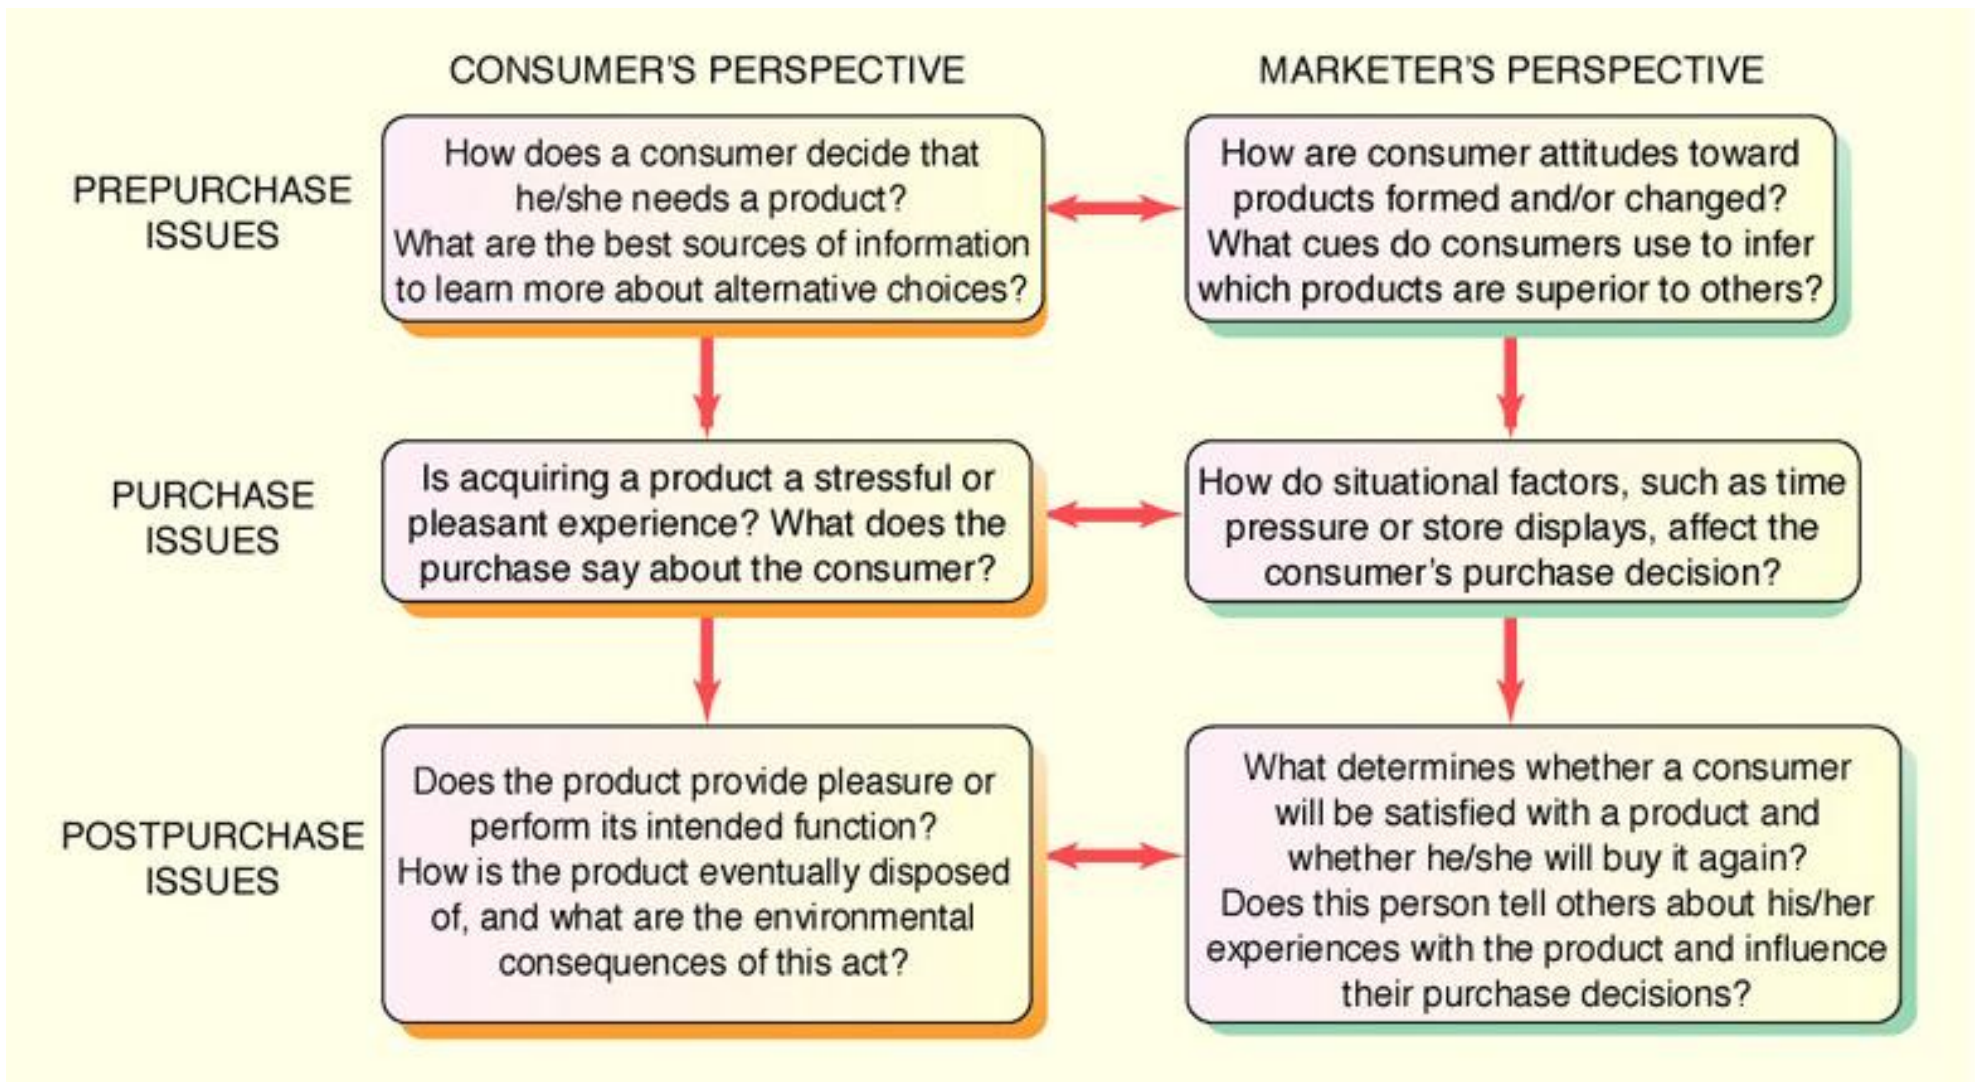 CONSUMER'S PERSPECTIVE
MARKETER'S PERSPECTIVE
PREPURCHASE
ISSUES
How does a consumer decide that
he/she needs a product?
What are the best sources of information
to learn more about alternative choices?
How are consumer attitudes toward
products formed and/or changed?
What cues do consumers use to infer
which products are superior to others?
PURCHASE
ISSUES
Is acquiring a product a stressful or
pleasant experience? What does the
purchase say about the consumer?
How do situational factors, such as time
pressure or store displays, affect the
consumer's purchase decision?
POSTPURCHASE
ISSUES
Does the product provide pleasure or
perform its intended function?
How is the product eventually disposed
of, and what are the environmental
consequences of this act?
What determines whether a consumer
will be satisfied with a product and
whether he/she will buy it again?
Does this person tell others about his/her
experiences with the product and influence
their purchase decisions?